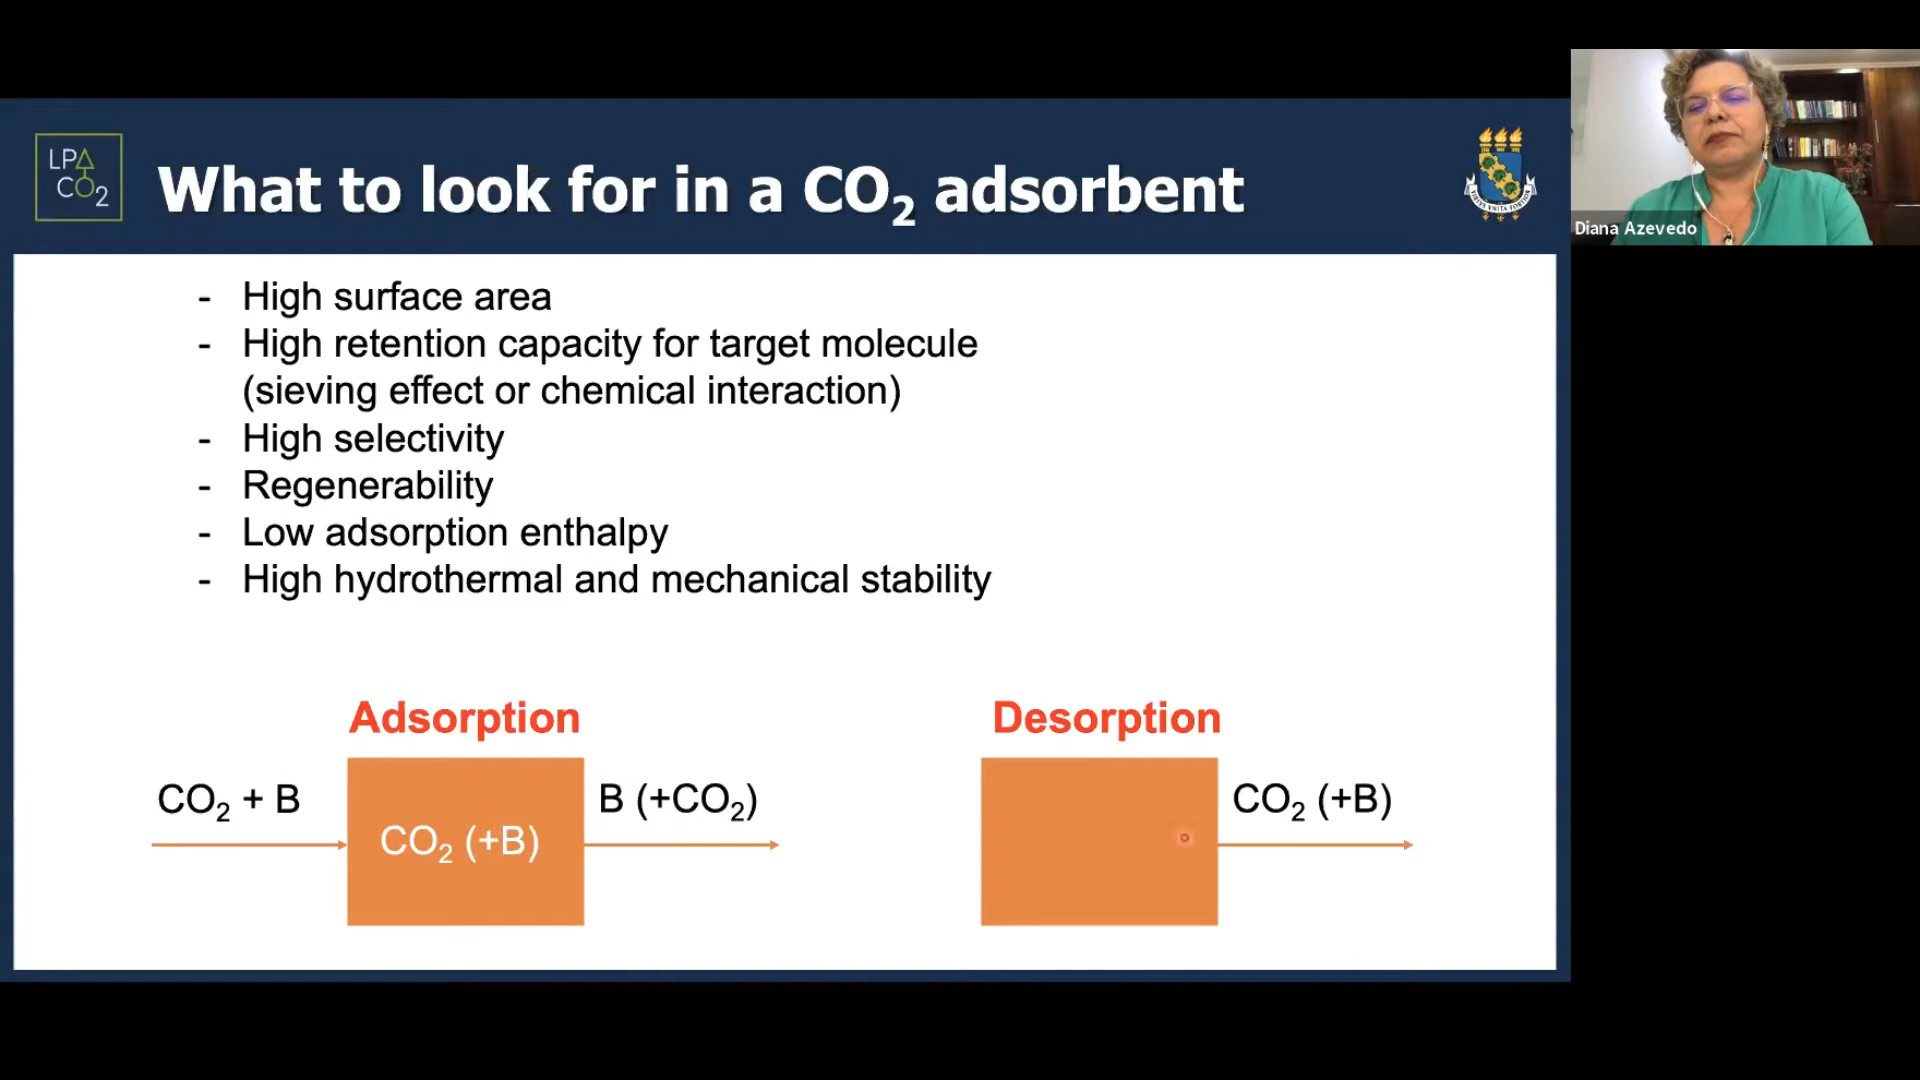 LPA
CO₂
What to look for in a CO₂ adsorbent
Diana Azevedo
- High surface area
- High retention capacity for target molecule
(sieving effect or chemical interaction)
- High selectivity
- Regenerability
- Low adsorption enthalpy
- High hydrothermal and mechanical stability
Adsorption
Desorption
CO₂ + B
CO₂ (+B)
B (+CO₂)
CO₂ (+B)